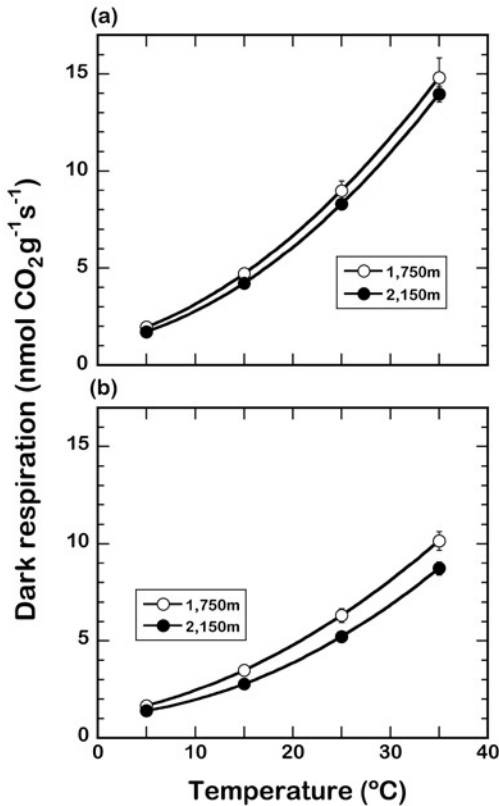 (a)
15
10
5
0
1,750m
2,150m
(b)
15
10
5
0
1,750m
2,150m
0 10 20 30 40
Temperature (ºC)
Dark respiration (nmol CO₂g⁻¹s⁻¹)